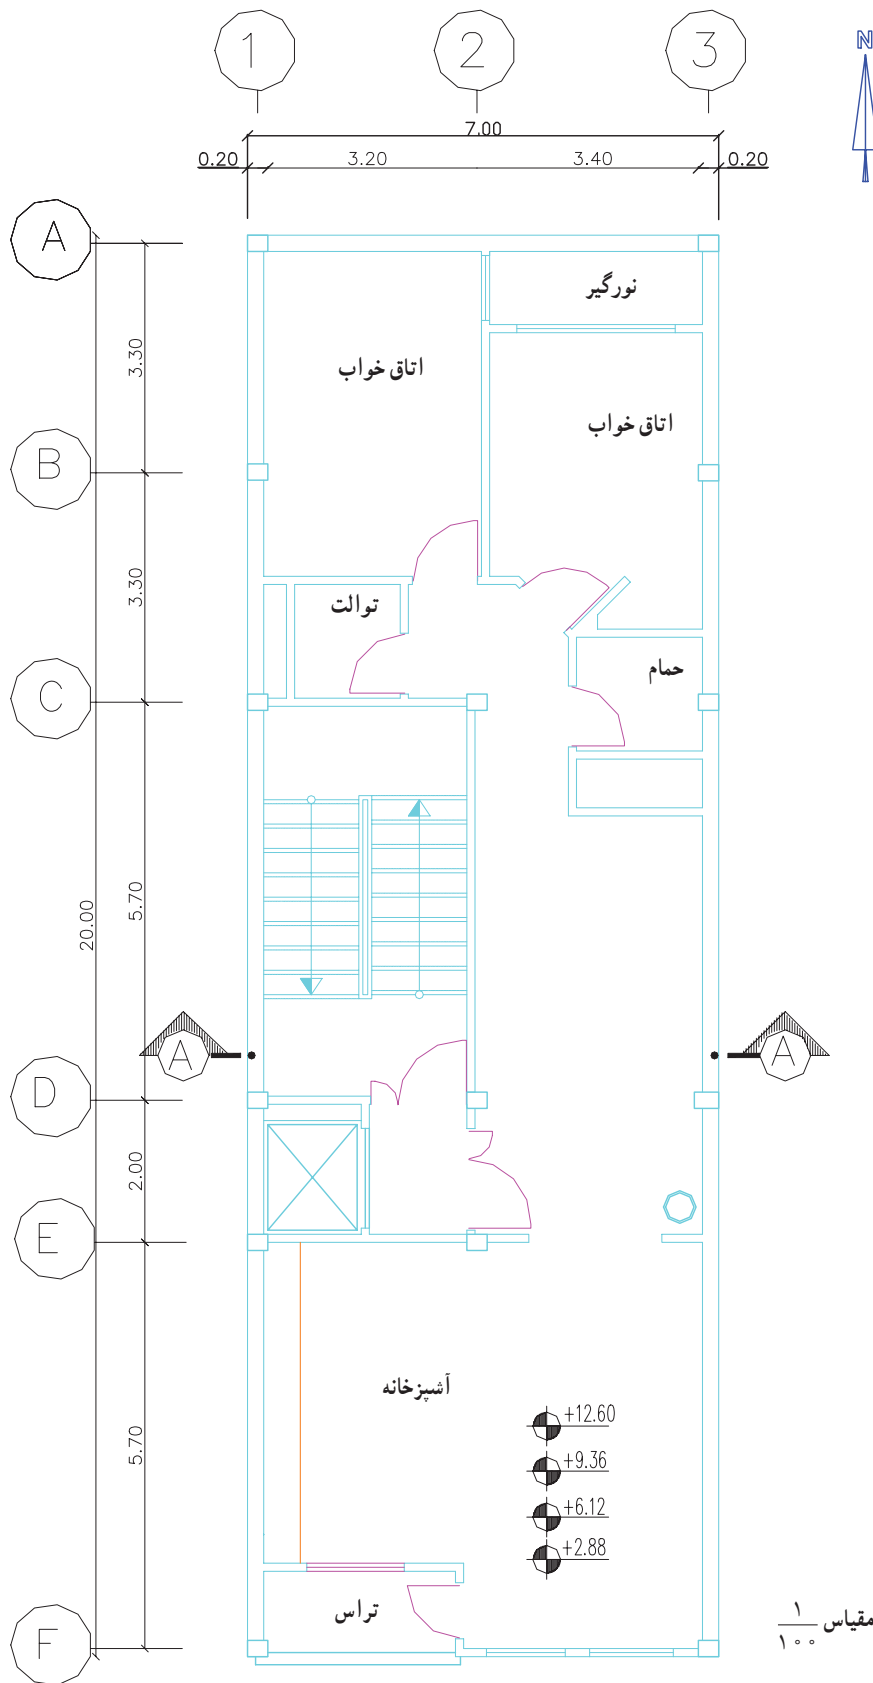 1 2 3
N
7.00
0.20 3.20 3.40 0.20
A
نورگیر
3.30
اتاق خواب
اتاق خواب
B
3.30
توالت
حمام
C
5.70
20.00
A A
D
2.00
E
آشپزخانه
+12.60
5.70
+9.36
+6.12
+2.88
تراس
مقیاس ۱/۱۰۰
F